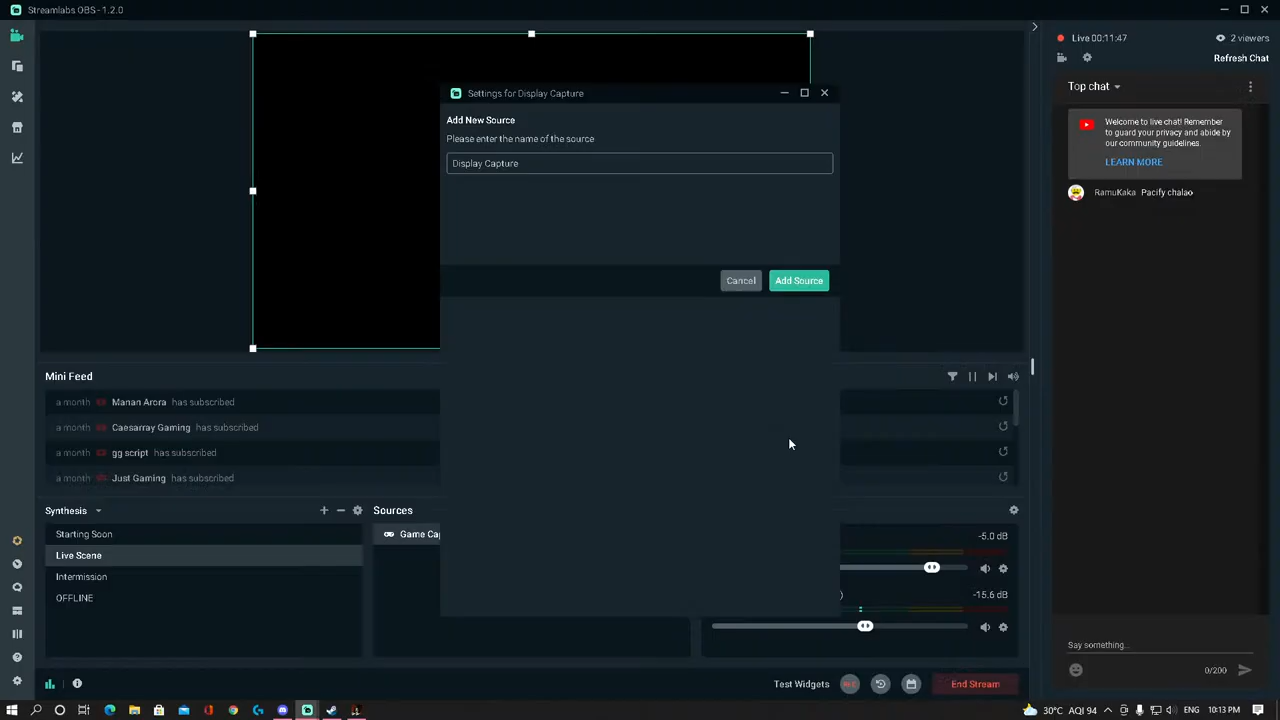 Streamlabs OBS - 1.2.0
Live 00:11:47
2 viewers
Refresh Chat
Settings for Display Capture
Add New Source
Please enter the name of the source
Display Capture
Cancel
Add Source
Top chat
Welcome to live chat! Remember
to guard your privacy and abide by
our community guidelines.
LEARN MORE
RamuKaka Pacify chalao
Mini Feed
a month Manan Arora has subscribed
a month Caesarray Gaming has subscribed
a month gg script has subscribed
a month Just Gaming has subscribed
Synthesis
Starting Soon
Live Scene
Intermission
OFFLINE
Sources
Game Cap
-5.0 dB
-15.6 dB
Say something...
0/200
Test Widgets
REC
End Stream
30°C AQI 94
ENG
10:13 PM